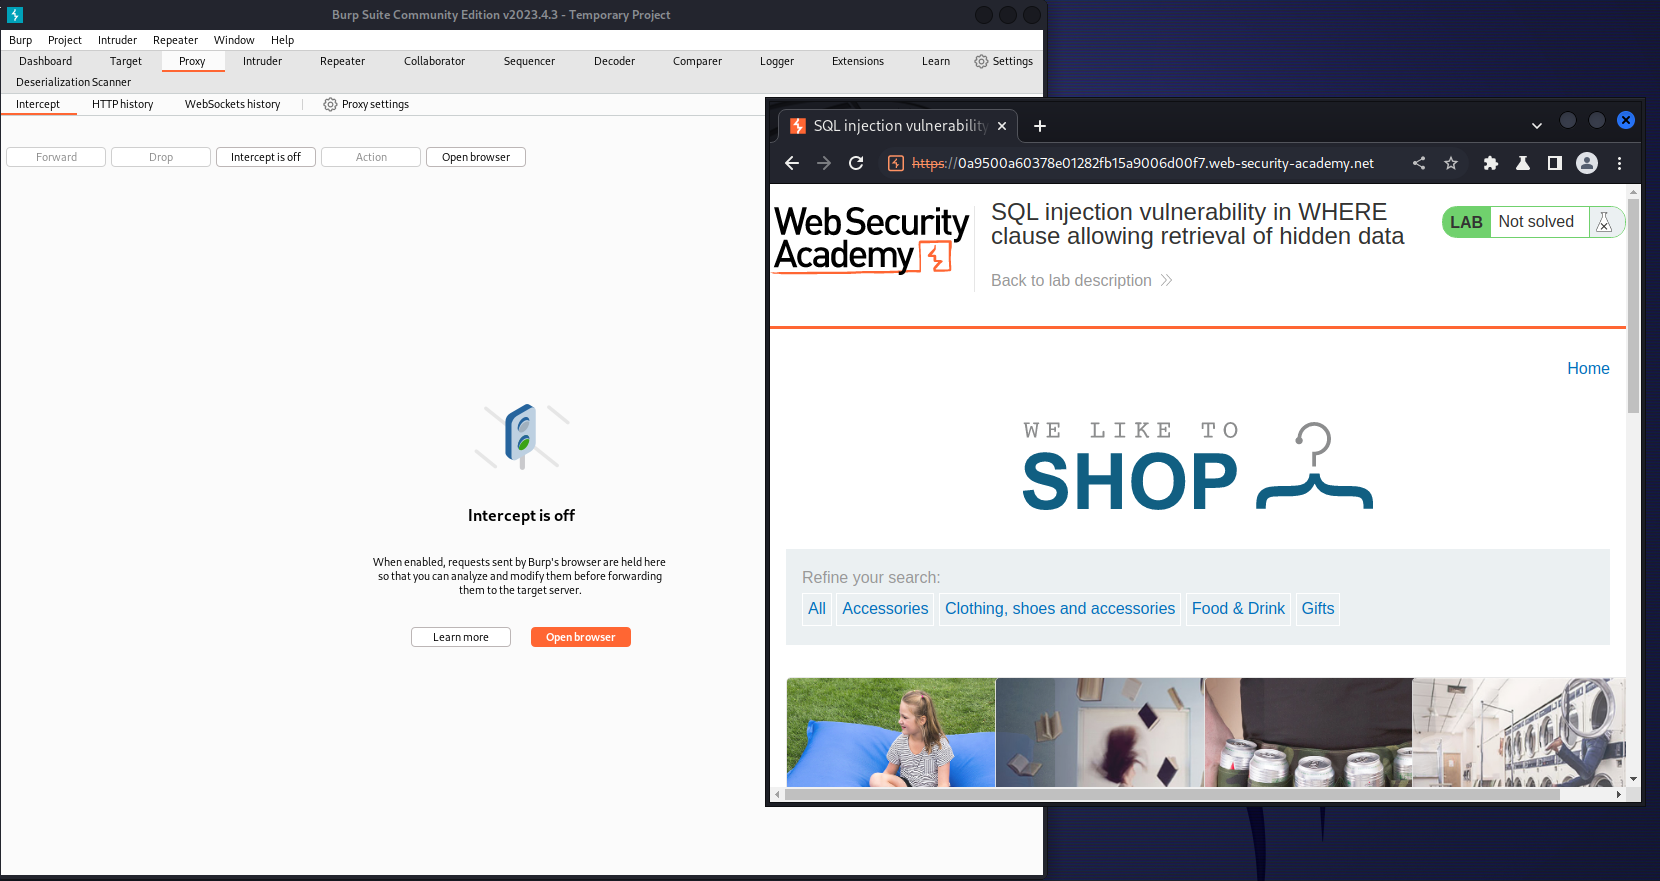 Burp Suite Community Edition v2023.4.3 - Temporary Project
Burp Project Intruder Repeater Window Help
Dashboard Target Proxy Intruder Repeater Collaborator Sequencer Decoder Comparer Logger Extensions Learn Settings
Deserialization Scanner
Intercept HTTP history WebSockets history Proxy settings
Forward Drop Intercept is off Action Open browser
Intercept is off
When enabled, requests sent by Burp's browser are held here
so that you can analyze and modify them before forwarding
them to the target server.
Learn more Open browser
SQL injection vulnerability
https://0a9500a60378e01282fb15a9006d00f7.web-security-academy.net
Web Security
Academy
SQL injection vulnerability in WHERE
clause allowing retrieval of hidden data
Back to lab description
LAB Not solved
Home
WE LIKE TO
SHOP
Refine your search:
All Accessories Clothing, shoes and accessories Food & Drink Gifts